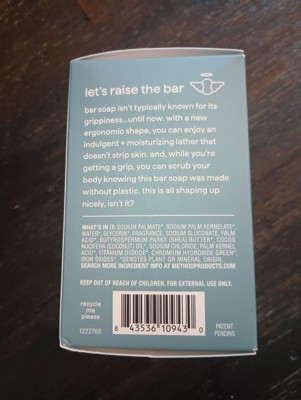 let's raise the bar
bar soap isn't typically known for its
grippiness...until now. with a new
ergonomic shape, you can enjoy an
indulgent + moisturizing lather that
doesn't strip skin. and, while you're
getting a grip, you can scrub your
body knowing this bar soap was made
without plastic. this is all shaping up
nicely, isn't it?
WHAT'S IN IT: SODIUM PALMATE*, SODIUM PALM KERNELATE*,
WATER*, GLYCERIN*, FRAGRANCE, SODIUM GLUCONATE, PALM
ACID*, BUTYROSPERMUM PARKII (SHEA) BUTTER*, COCOS
NUCIFERA (COCONUT) OIL*, SODIUM CHLORIDE, PALM KERNEL
ACID*, TITANIUM DIOXIDE*, CHROMIUM HYDROXIDE GREEN*,
IRON OXIDES*. *DENOTES PLANT OR MINERAL ORIGIN.
SEARCH MORE INGREDIENT INFO AT METHODPRODUCTS.COM
KEEP OUT OF REACH OF CHILDREN. FOR EXTERNAL USE ONLY.
recycle
me
please
1222769
8 43536 10943 0
PATENT
PENDING